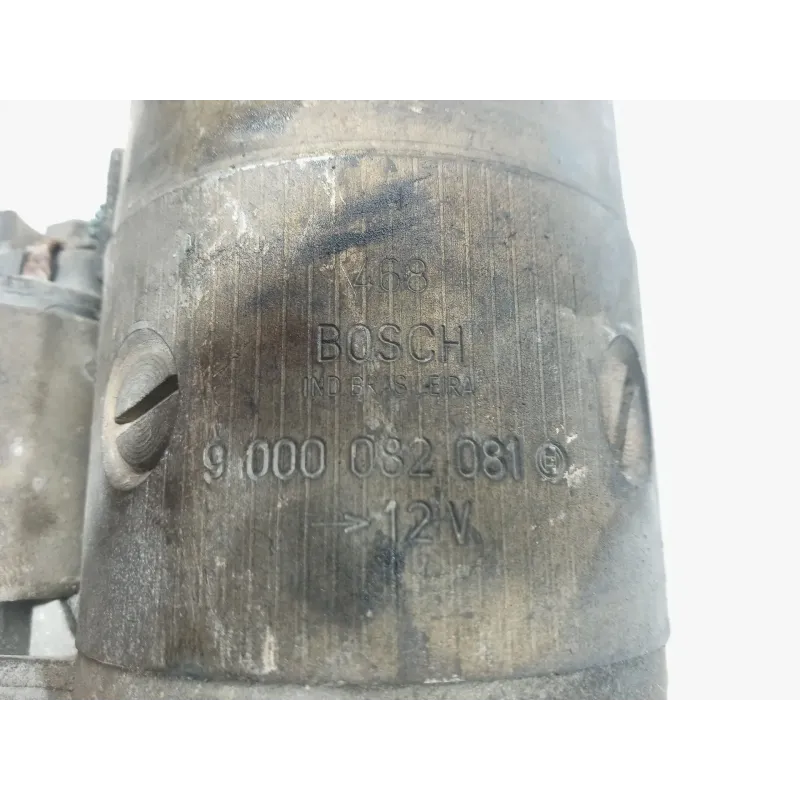 468
BOSCH
IND.BRASILEIRA
9 000 082 081 E
→ 12 V